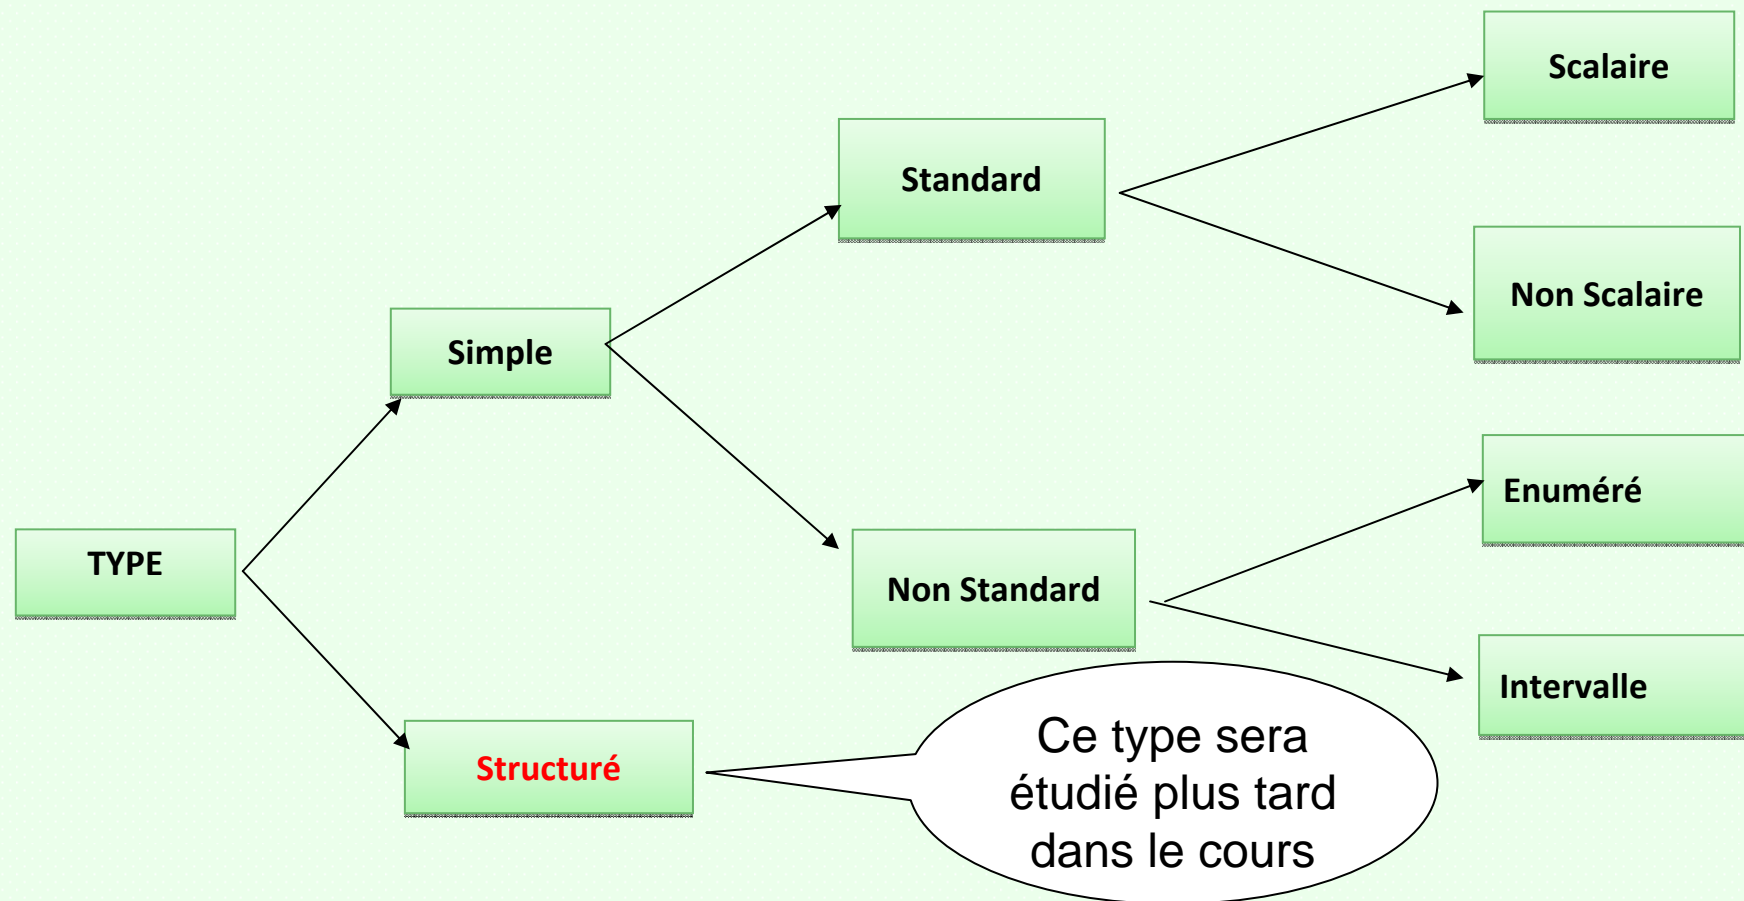 Scalaire
Standard
Non Scalaire
Simple
Enuméré
TYPE
Non Standard
Intervalle
Structuré
Ce type sera
étudié plus tard
dans le cours